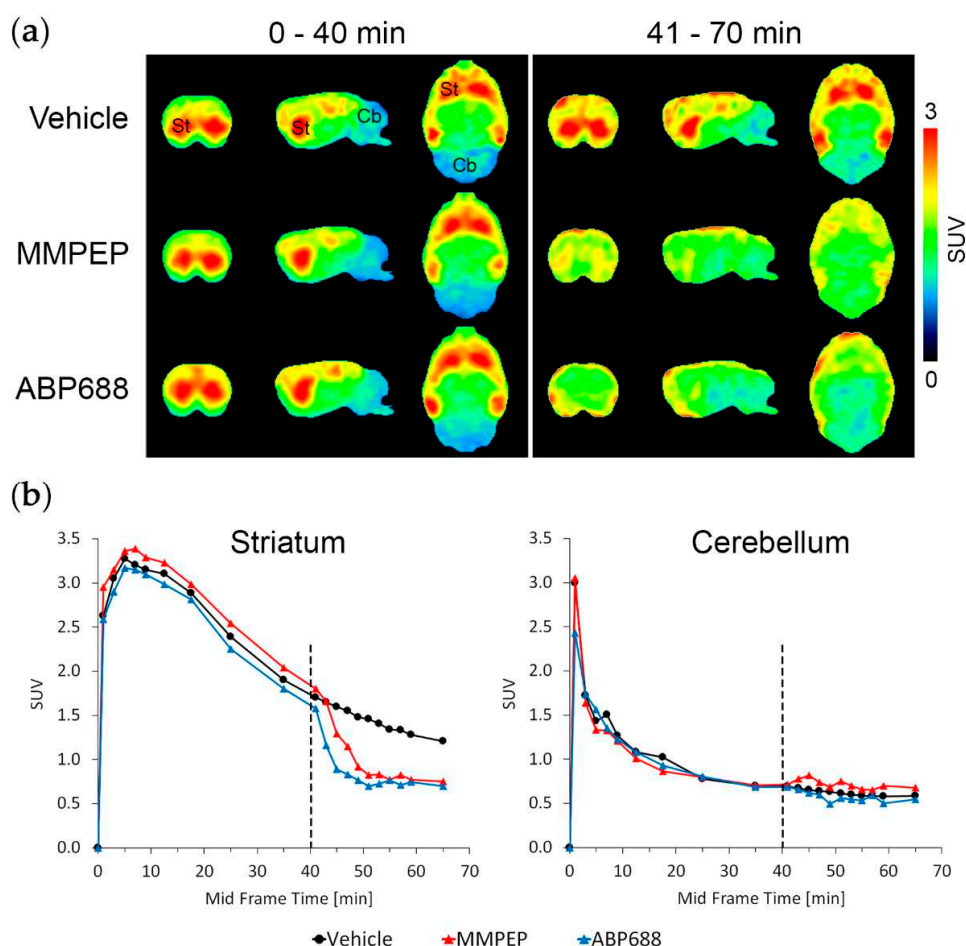 (a)
0 - 40 min
41 - 70 min
Vehicle
St
St
Cb
St
Cb
MMPEP
ABP688
3
SUV
0
(b)
Striatum
3.5
3.0
2.5
2.0
1.5
1.0
0.5
0.0
SUV
0 10 20 30 40 50 60 70
Mid Frame Time [min]
Cerebellum
3.5
3.0
2.5
2.0
1.5
1.0
0.5
0.0
SUV
0 10 20 30 40 50 60 70
Mid Frame Time [min]
Vehicle MMPEP ABP688